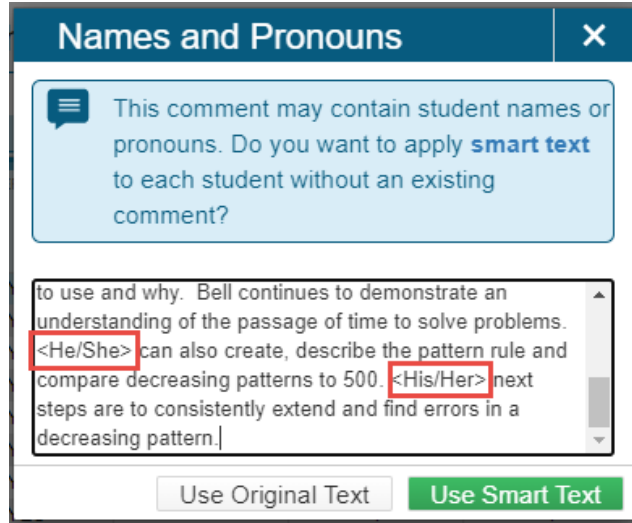 Names and Pronouns
This comment may contain student names or
pronouns. Do you want to apply smart text
to each student without an existing
comment?
to use and why.  Bell continues to demonstrate an
understanding of the passage of time to solve problems.
<He/She> can also create, describe the pattern rule and
compare decreasing patterns to 500. <His/Her> next
steps are to consistently extend and find errors in a
decreasing pattern.
Use Original Text Use Smart Text